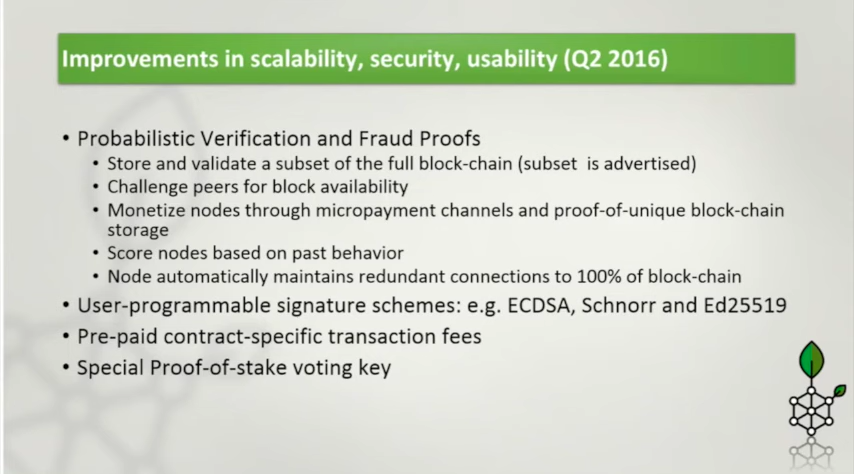 Improvements in scalability, security, usability (Q2 2016)
• Probabilistic Verification and Fraud Proofs
• Store and validate a subset of the full block-chain (subset is advertised)
• Challenge peers for block availability
• Monetize nodes through micropayment channels and proof-of-unique block-chain
storage
• Score nodes based on past behavior
• Node automatically maintains redundant connections to 100% of block-chain
• User-programmable signature schemes: e.g. ECDSA, Schnorr and Ed25519
• Pre-paid contract-specific transaction fees
• Special Proof-of-stake voting key